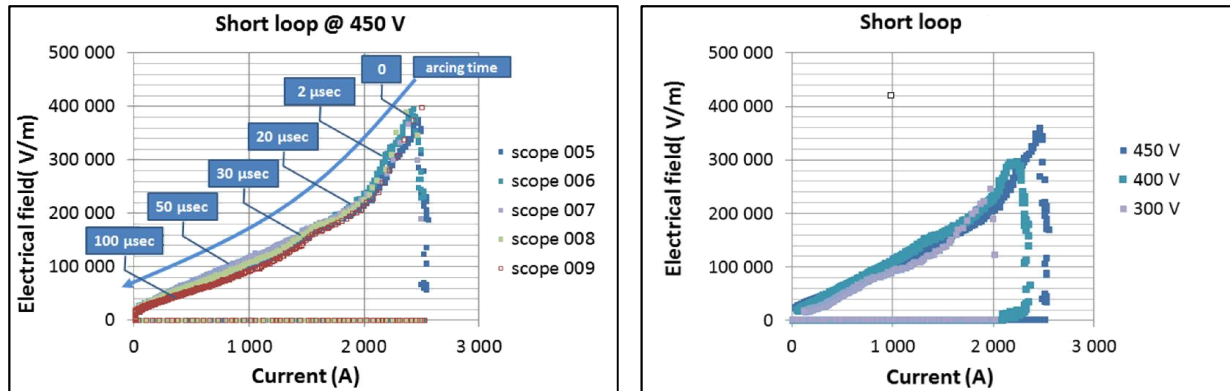 Short loop @ 450 V
500 000
400 000
300 000
200 000
100 000
0
Electrical field( V/m)
0
arcing time
2 µsec
20 µsec
30 µsec
50 µsec
100 µsec
scope 005
scope 006
scope 007
scope 008
scope 009
0
1 000
2 000
3 000
Current (A)
Short loop
500 000
400 000
300 000
200 000
100 000
0
Electrical field( V/m)
450 V
400 V
300 V
0
1 000
2 000
3 000
Current (A)